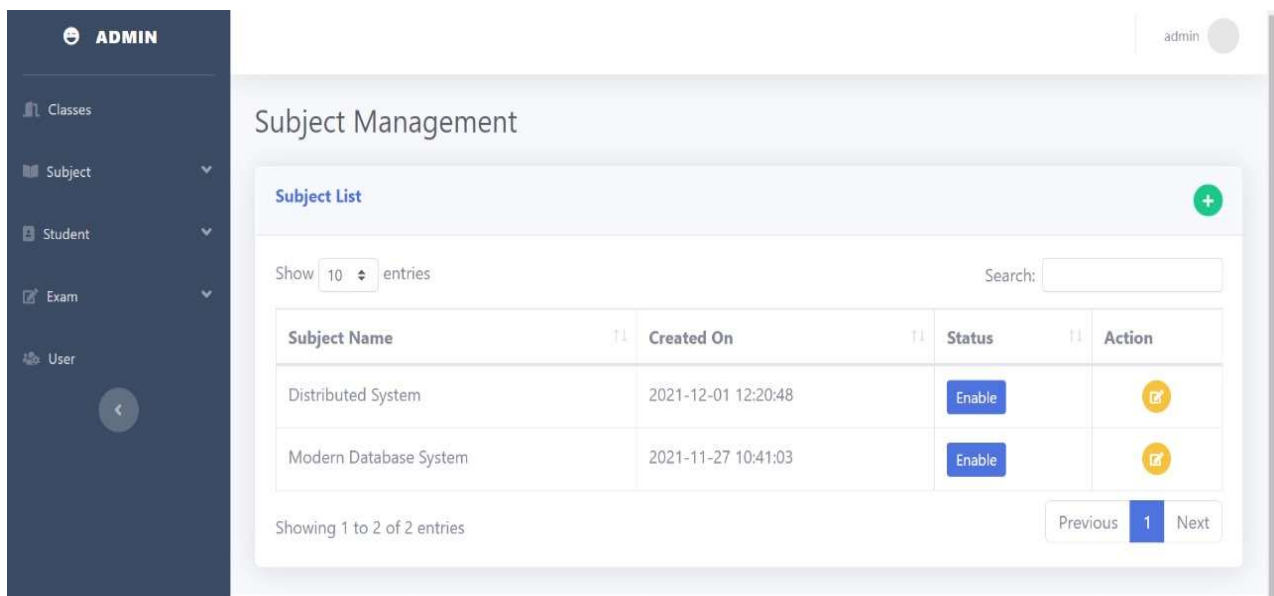 ADMIN
admin
Classes
Subject
Student
Exam
User
Subject Management
Subject List
Show 10 entries
Search:
Subject Name Created On Status Action
Distributed System 2021-12-01 12:20:48 Enable
Modern Database System 2021-11-27 10:41:03 Enable
Showing 1 to 2 of 2 entries
Previous 1 Next